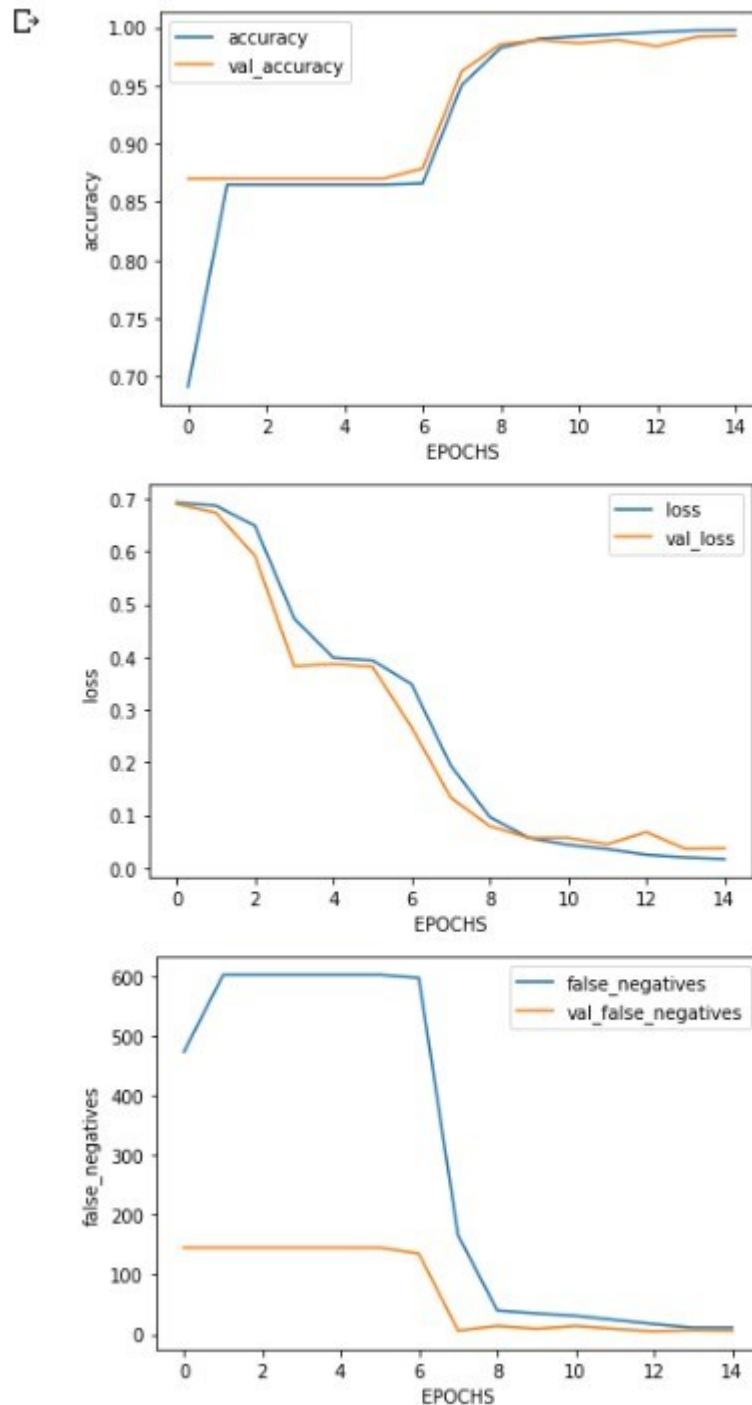 1.00
0.95
0.90
0.85
0.80
0.75
0.70
accuracy
accuracy
val_accuracy
0 2 4 6 8 10 12 14
EPOCHS
0.7
0.6
0.5
0.4
0.3
0.2
0.1
0.0
loss
loss
val_loss
0 2 4 6 8 10 12 14
EPOCHS
600
500
400
300
200
100
0
false_negatives
false_negatives
val_false_negatives
0 2 4 6 8 10 12 14
EPOCHS